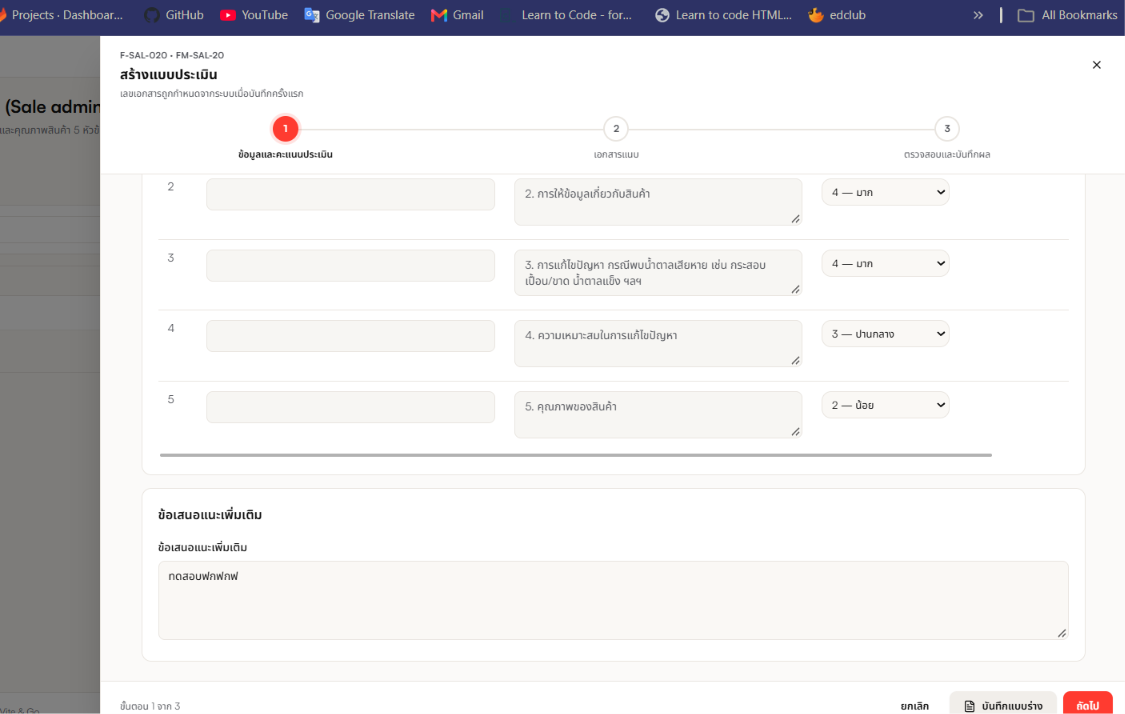 Projects · Dashboar...
GitHub
YouTube
Google Translate
Gmail
Learn to Code - for...
Learn to code HTML...
edclub
»
All Bookmarks
F-SAL-020 • FM-SAL-20
สร้างแบบประเมิน
เลขเอกสารถูกกำหนดจากระบบเมื่อบันทึกครั้งแรก
(Sale admin
และคุณภาพสินค้า 5 หัวข้
1
2
3
ข้อมูลและคะแนนประเมิน
เอกสารแนบ
ตรวจสอบและบันทึกผล
2
2. การให้ข้อมูลเกี่ยวกับสินค้า
4 — มาก
3
3. การแก้ไขปัญหา กรณีพบน้ำตาลเสียหาย เช่น กระสอบ
เปื้อน/ขาด น้ำตาลแข็ง ฯลฯ
4 — มาก
4
4. ความเหมาะสมในการแก้ไขปัญหา
3 — ปานกลาง
5
5. คุณภาพของสินค้า
2 — น้อย
ข้อเสนอแนะเพิ่มเติม
ข้อเสนอแนะเพิ่มเติม
ทดสอบฟกฟกฟ
Vite & Go
ขั้นตอน 1 จาก 3
ยกเลิก
บันทึกแบบร่าง
ถัดไป